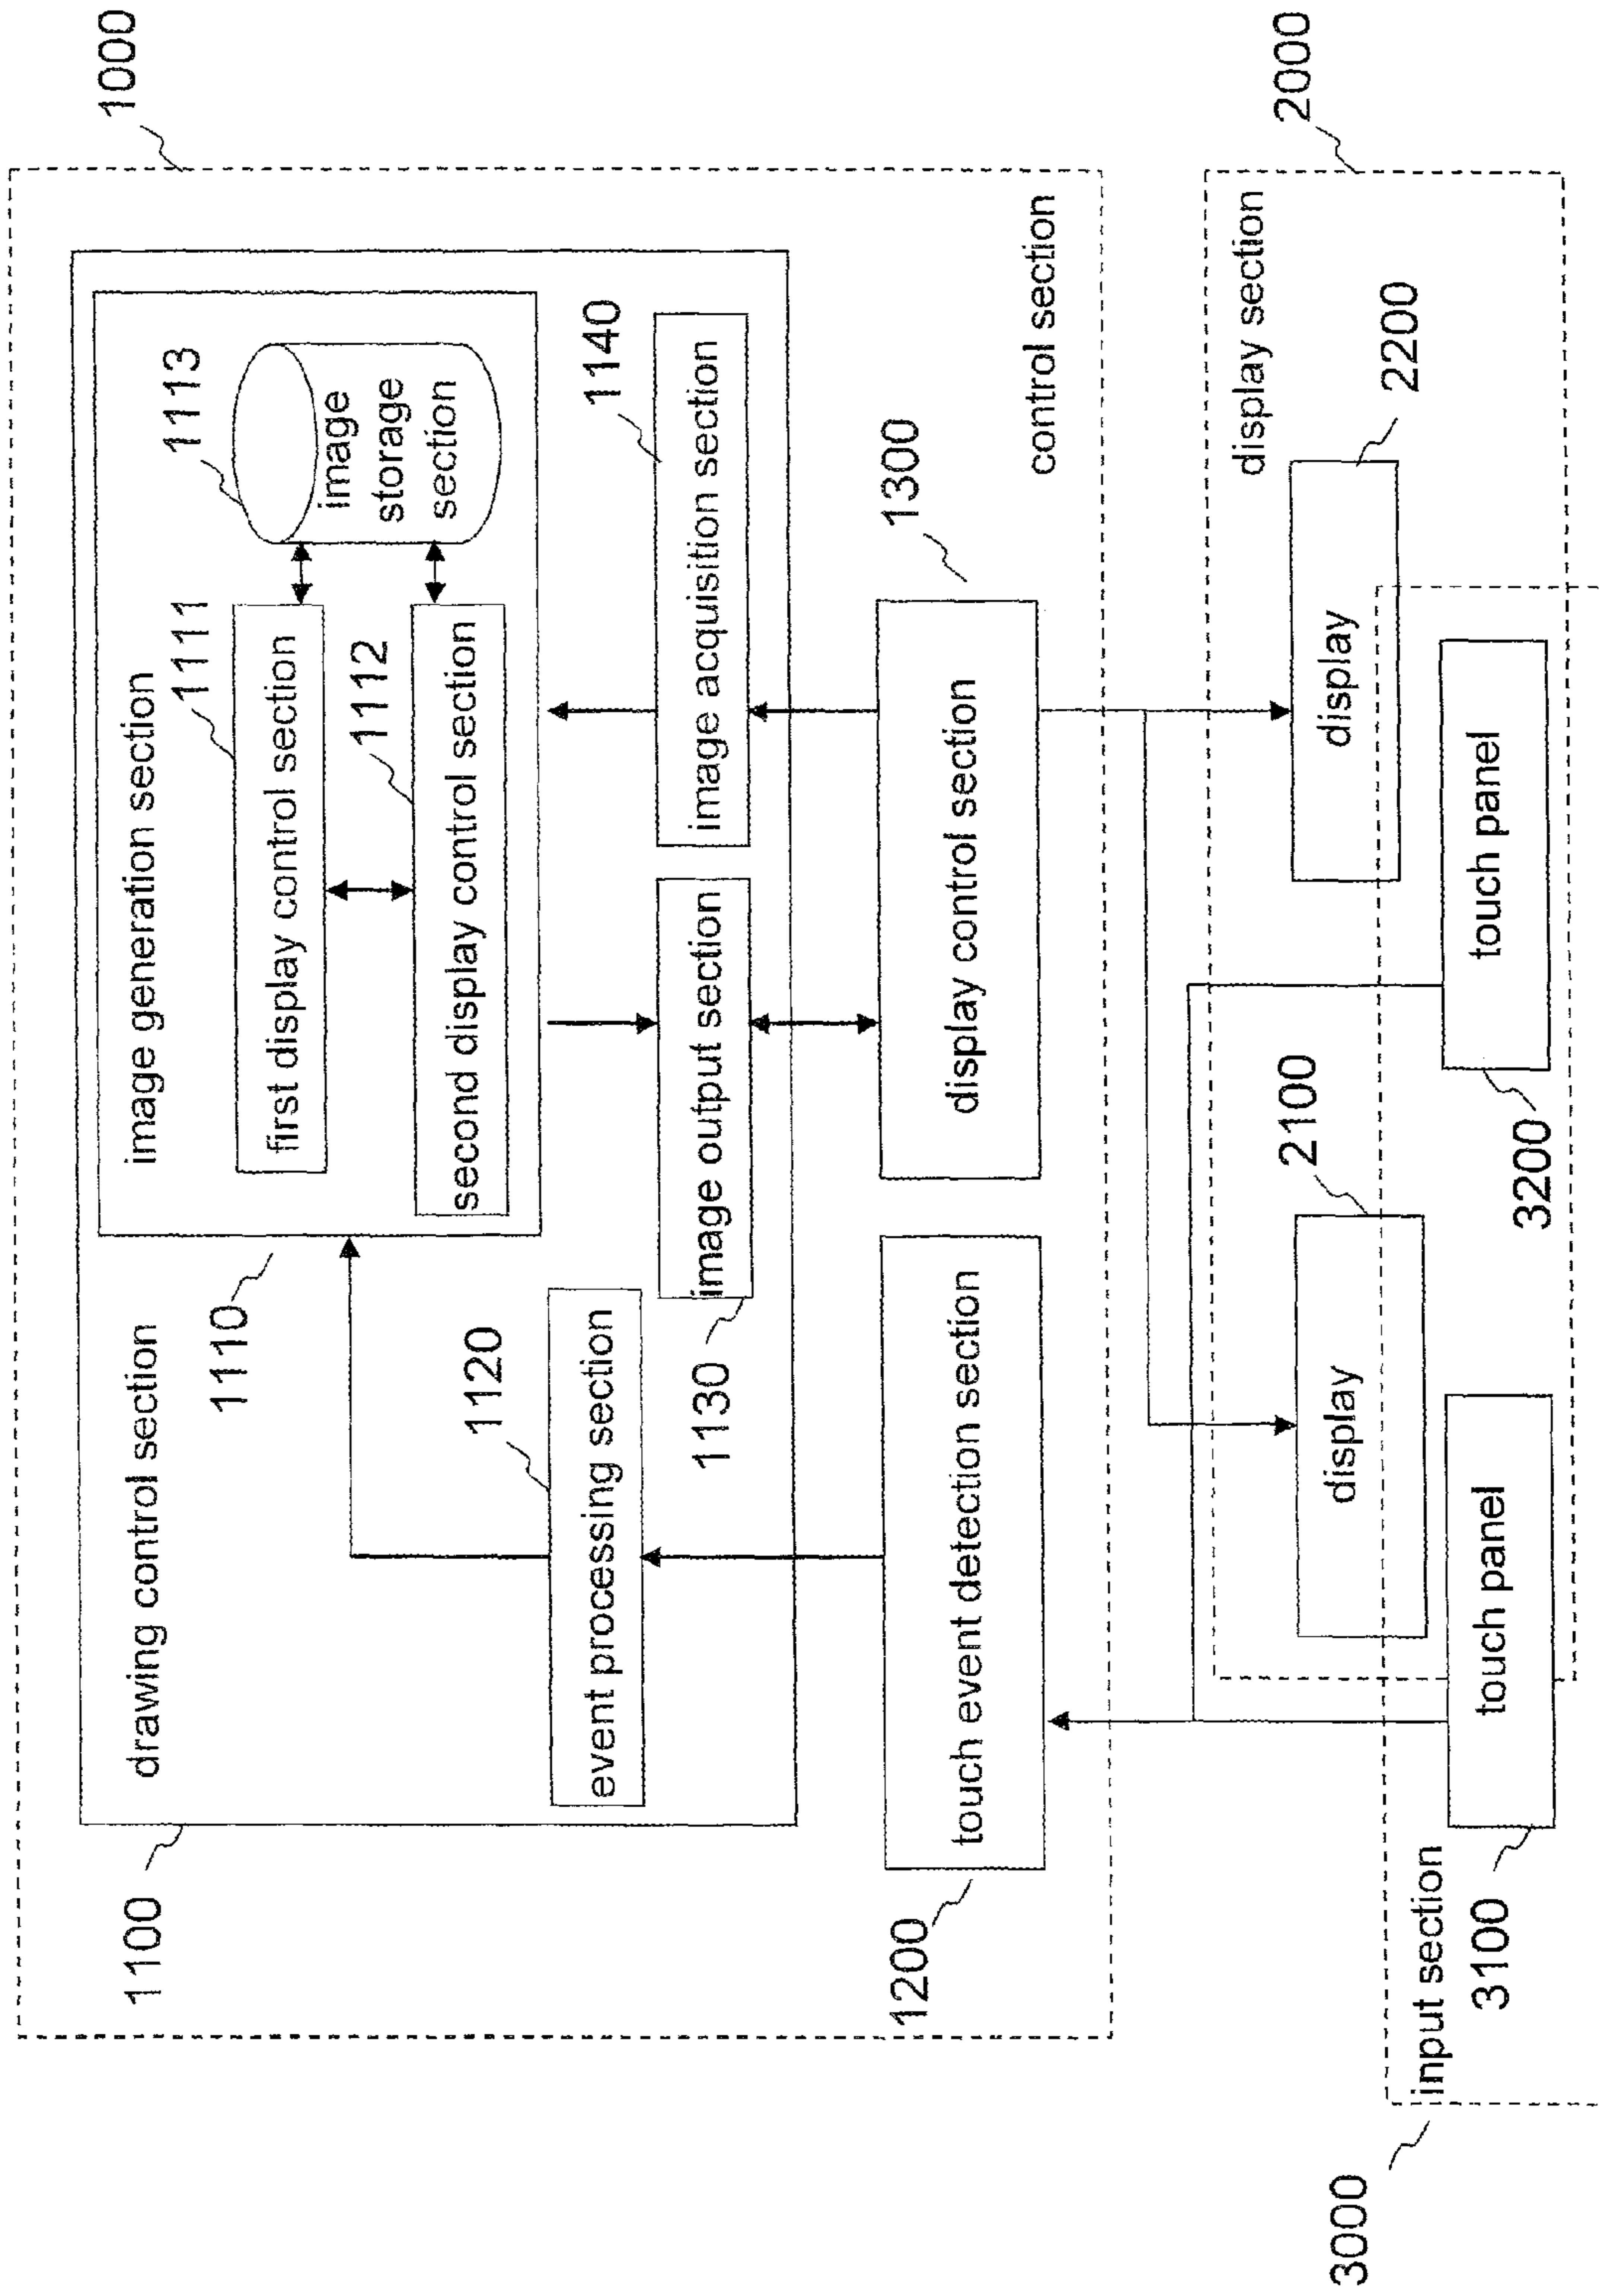 1000
drawing control section
image generation section
1100
1110
1111
first display control section
1113
image
storage
section
1112
second display control section
1120
event processing section
1130
image output section
1140
image acquisition section
1200
touch event detection section
1300
display control section
control section
2000
display section
2100
display
2200
display
3000
input section
3100
touch panel
3200
touch panel